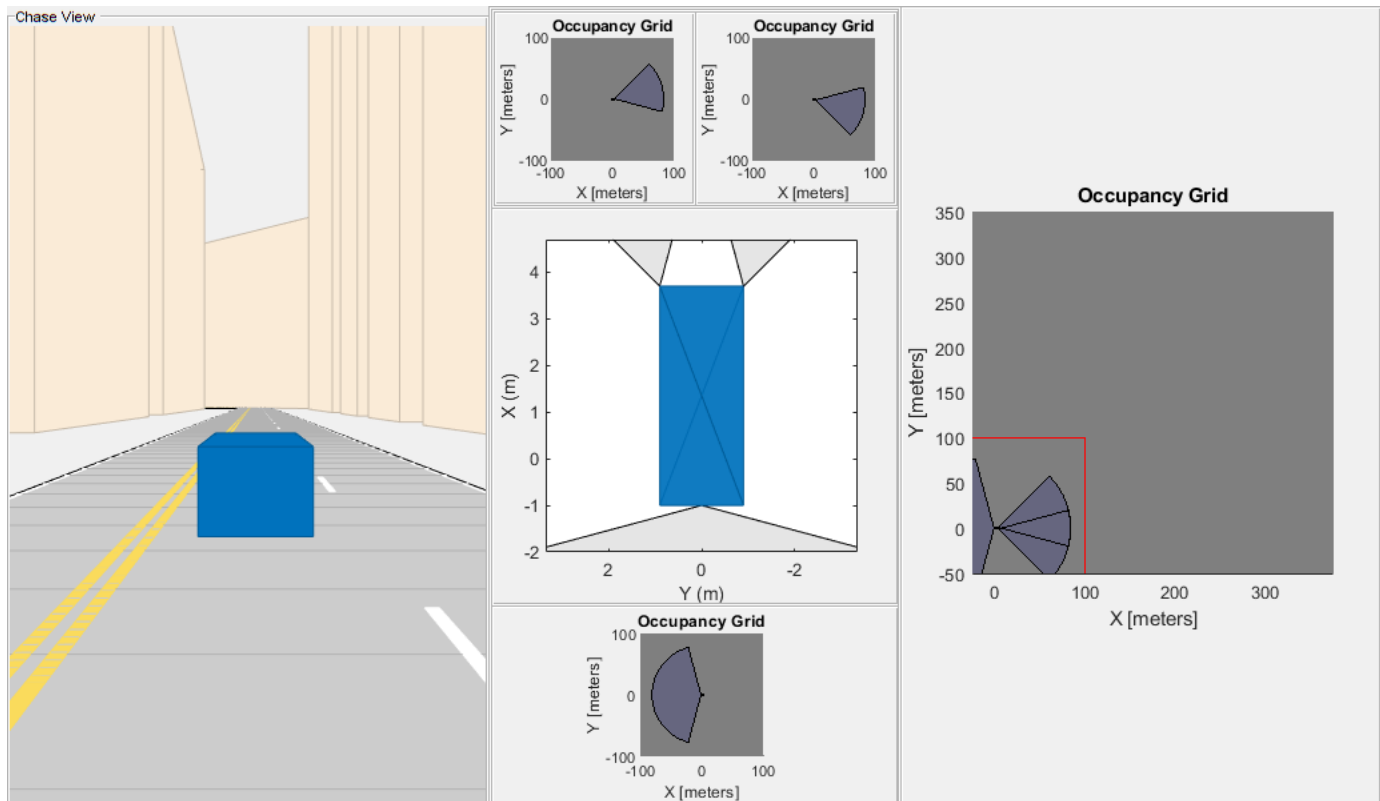 Chase View
Occupancy Grid
100
0
-100
Y [meters]
-100 0 100
X [meters]
Occupancy Grid
100
0
-100
Y [meters]
-100 0 100
X [meters]
4
3
2
1
0
-1
-2
X (m)
2 0 -2
Y (m)
Occupancy Grid
100
0
-100
Y [meters]
-100 0 100
X [meters]
Occupancy Grid
350
300
250
200
150
100
50
0
-50
Y [meters]
0 100 200 300
X [meters]